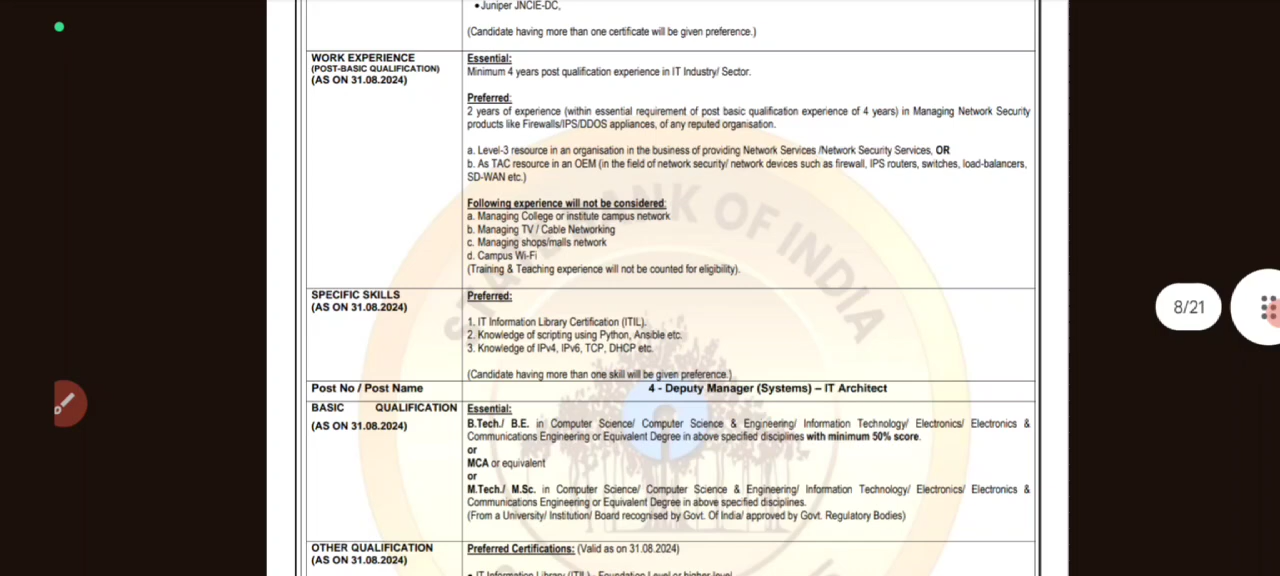 •Juniper JNCIE-DC,
(Candidate having more than one certificate will be given preference.)
WORK EXPERIENCE
(POST-BASIC QUALIFICATION)
(AS ON 31.08.2024)
Essential:
Minimum 4 years post qualification experience in IT Industry/ Sector.
Preferred:
2 years of experience (within essential requirement of post basic qualification experience of 4 years) in Managing Network Security
products like Firewalls/IPS/DDOS appliances, of any reputed organisation.
a. Level-3 resource in an organisation in the business of providing Network Services /Network Security Services, OR
b. As TAC resource in an OEM (in the field of network security/ network devices such as firewall, IPS routers, switches, load-balancers,
SD-WAN etc.)
Following experience will not be considered:
a. Managing College or institute campus network
b. Managing TV / Cable Networking
c. Managing shops/malls network
d. Campus Wi-Fi
(Training & Teaching experience will not be counted for eligibility).
SPECIFIC SKILLS
(AS ON 31.08.2024)
Preferred:
1. IT Information Library Certification (ITIL).
2. Knowledge of scripting using Python, Ansible etc.
3. Knowledge of IPv4, IPv6, TCP, DHCP etc.
(Candidate having more than one skill will be given preference.)
Post No / Post Name
4 - Deputy Manager (Systems) – IT Architect
BASIC QUALIFICATION
(AS ON 31.08.2024)
Essential:
B.Tech./ B.E. in Computer Science/ Computer Science & Engineering/ Information Technology/ Electronics/ Electronics &
Communications Engineering or Equivalent Degree in above specified disciplines with minimum 50% score.
or
MCA or equivalent
or
M.Tech./ M.Sc. in Computer Science/ Computer Science & Engineering/ Information Technology/ Electronics/ Electronics &
Communications Engineering or Equivalent Degree in above specified disciplines.
(From a University/ Institution/ Board recognised by Govt. Of India/ approved by Govt. Regulatory Bodies)
OTHER QUALIFICATION
(AS ON 31.08.2024)
Preferred Certifications: (Valid as on 31.08.2024)
• IT Information Library (ITIL) - Foundation Level or higher level
8/21